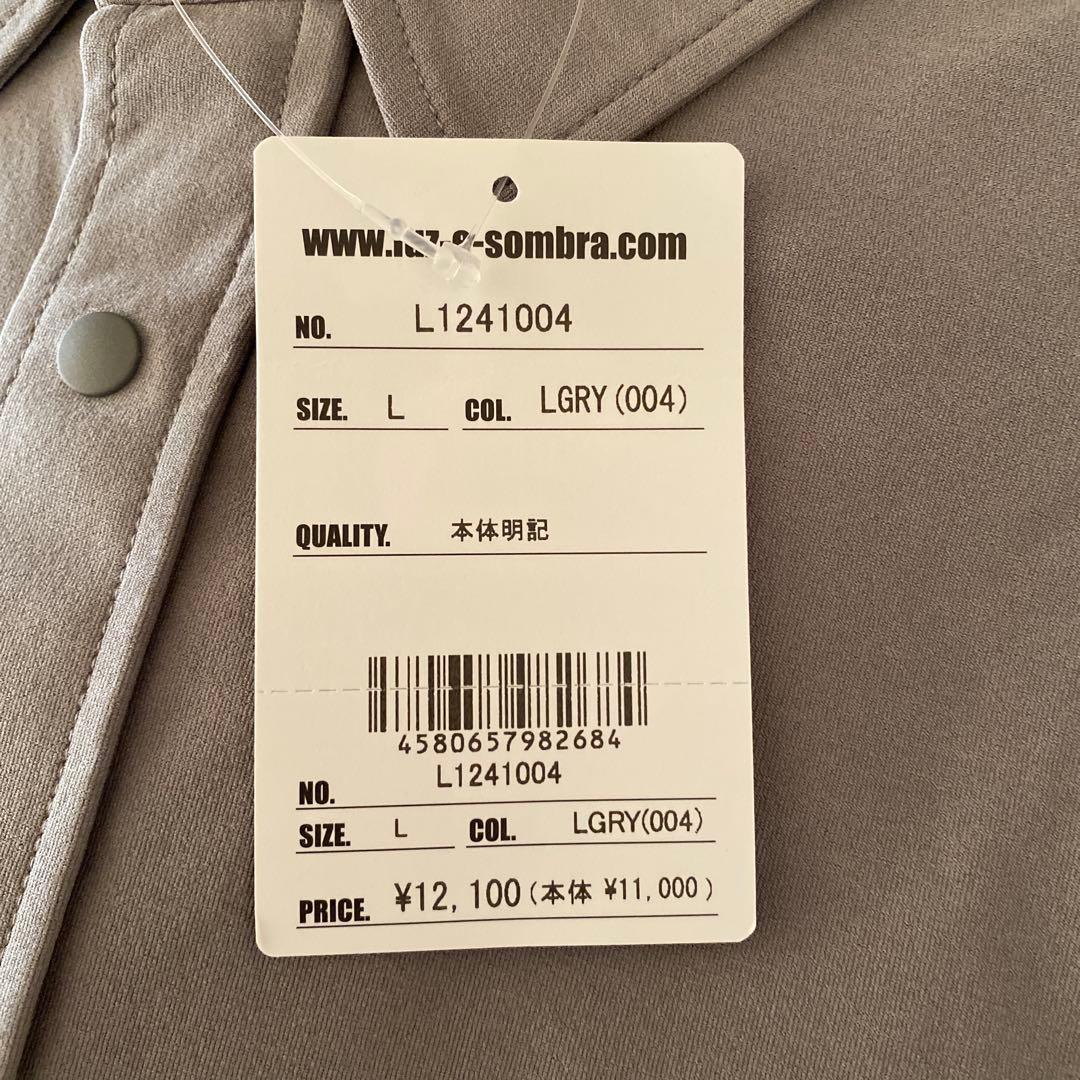 www.luz-e-sombra.com
NO. L1241004
SIZE. L COL. LGRY(004)
QUALITY. 本体明記
4580657982684
NO. L1241004
SIZE. L COL. LGRY(004)
PRICE. ¥12,100(本体 ¥11,000)